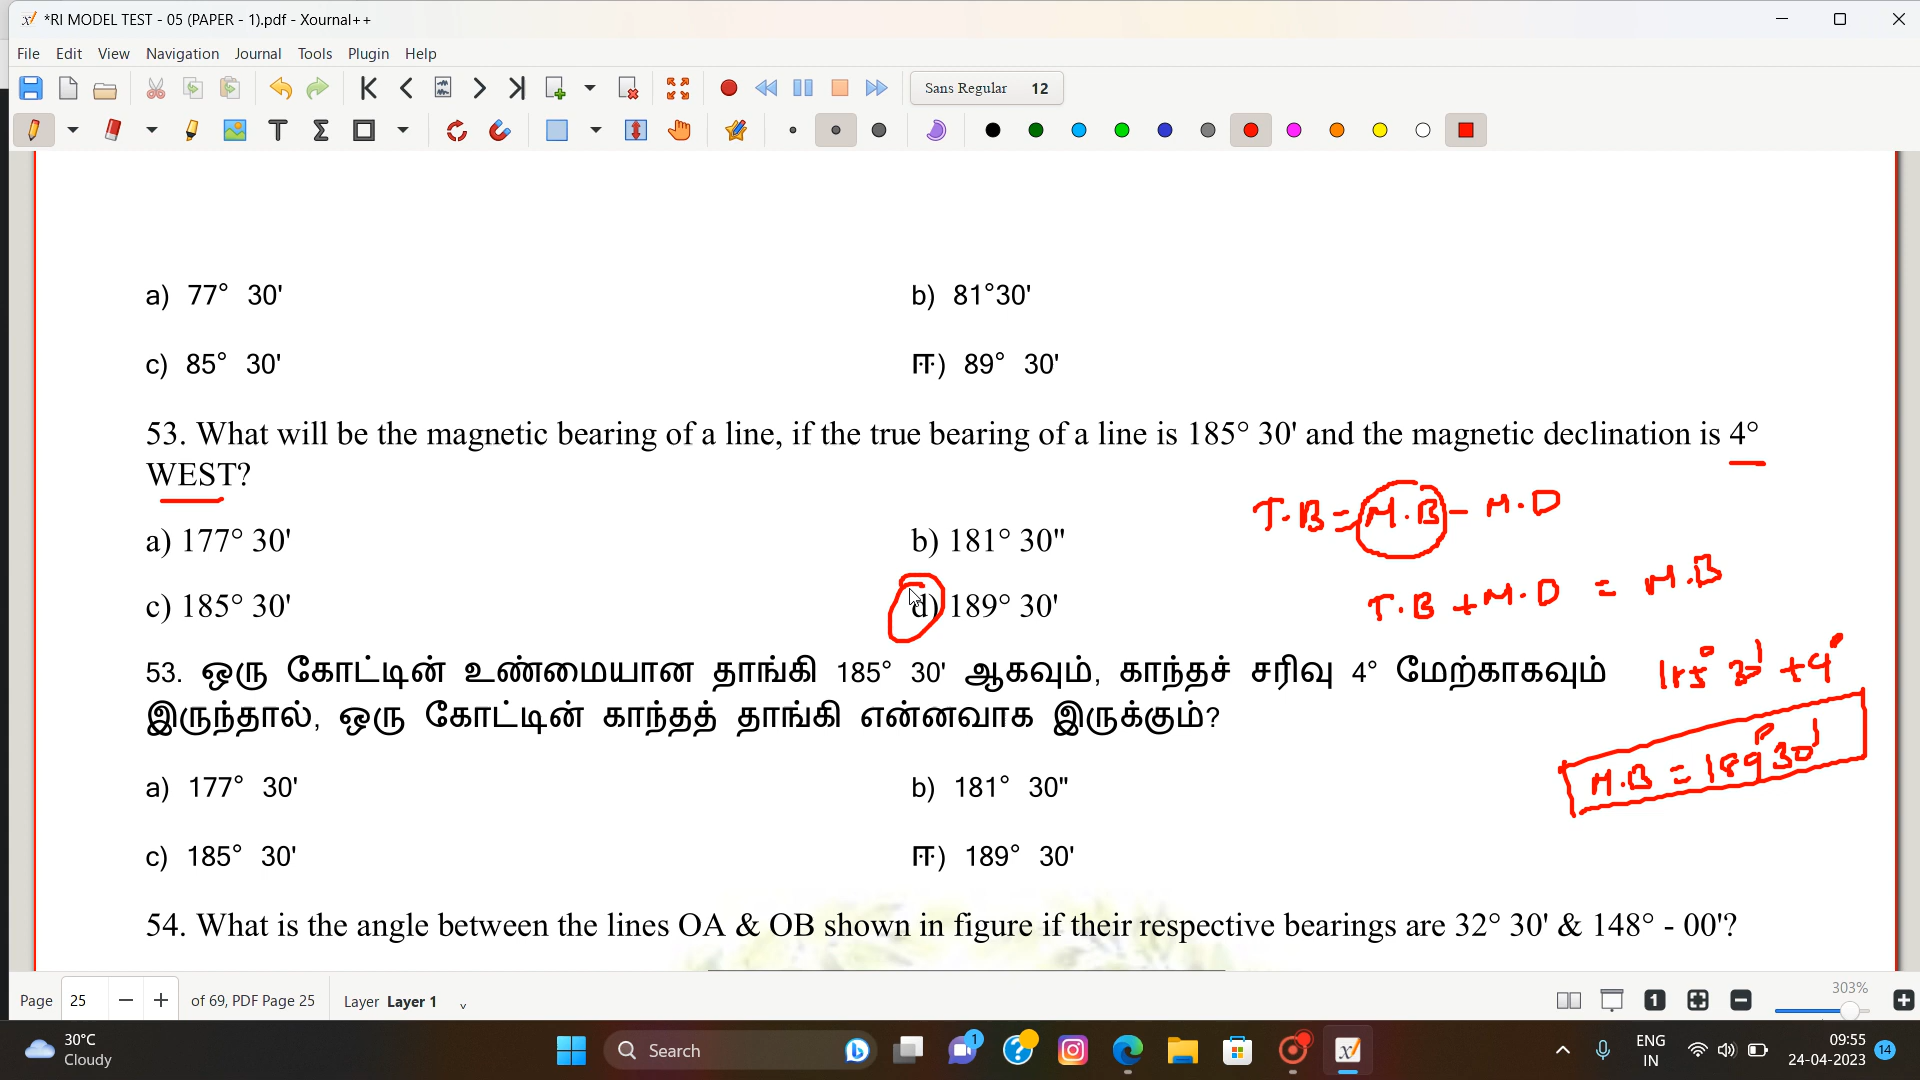 *RI MODEL TEST - 05 (PAPER - 1).pdf - Xournal++
File Edit View Navigation Journal Tools Plugin Help
Sans Regular 12
a) 77° 30' b) 81°30'
c) 85° 30' ஈ) 89° 30'
53. What will be the magnetic bearing of a line, if the true bearing of a line is 185° 30' and the magnetic declination is 4°
WEST?
T.B = M.B - M.D
a) 177° 30' b) 181° 30"
T.B + M.D = M.B
c) 185° 30' d) 189° 30'
185° 30' + 4°
53. ஒரு கோட்டின் உண்மையான தாங்கி 185° 30' ஆகவும், காந்தச் சரிவு 4° மேற்காகவும்
இருந்தால், ஒரு கோட்டின் காந்தத் தாங்கி என்னவாக இருக்கும்?
M.B = 189° 30'
a) 177° 30' b) 181° 30"
c) 185° 30' ஈ) 189° 30'
54. What is the angle between the lines OA & OB shown in figure if their respective bearings are 32° 30' & 148° - 00'?
Page 25 of 69, PDF Page 25 Layer Layer 1 303%
30°C
Cloudy
Search
1
ENG
IN
09:55
24-04-2023
14